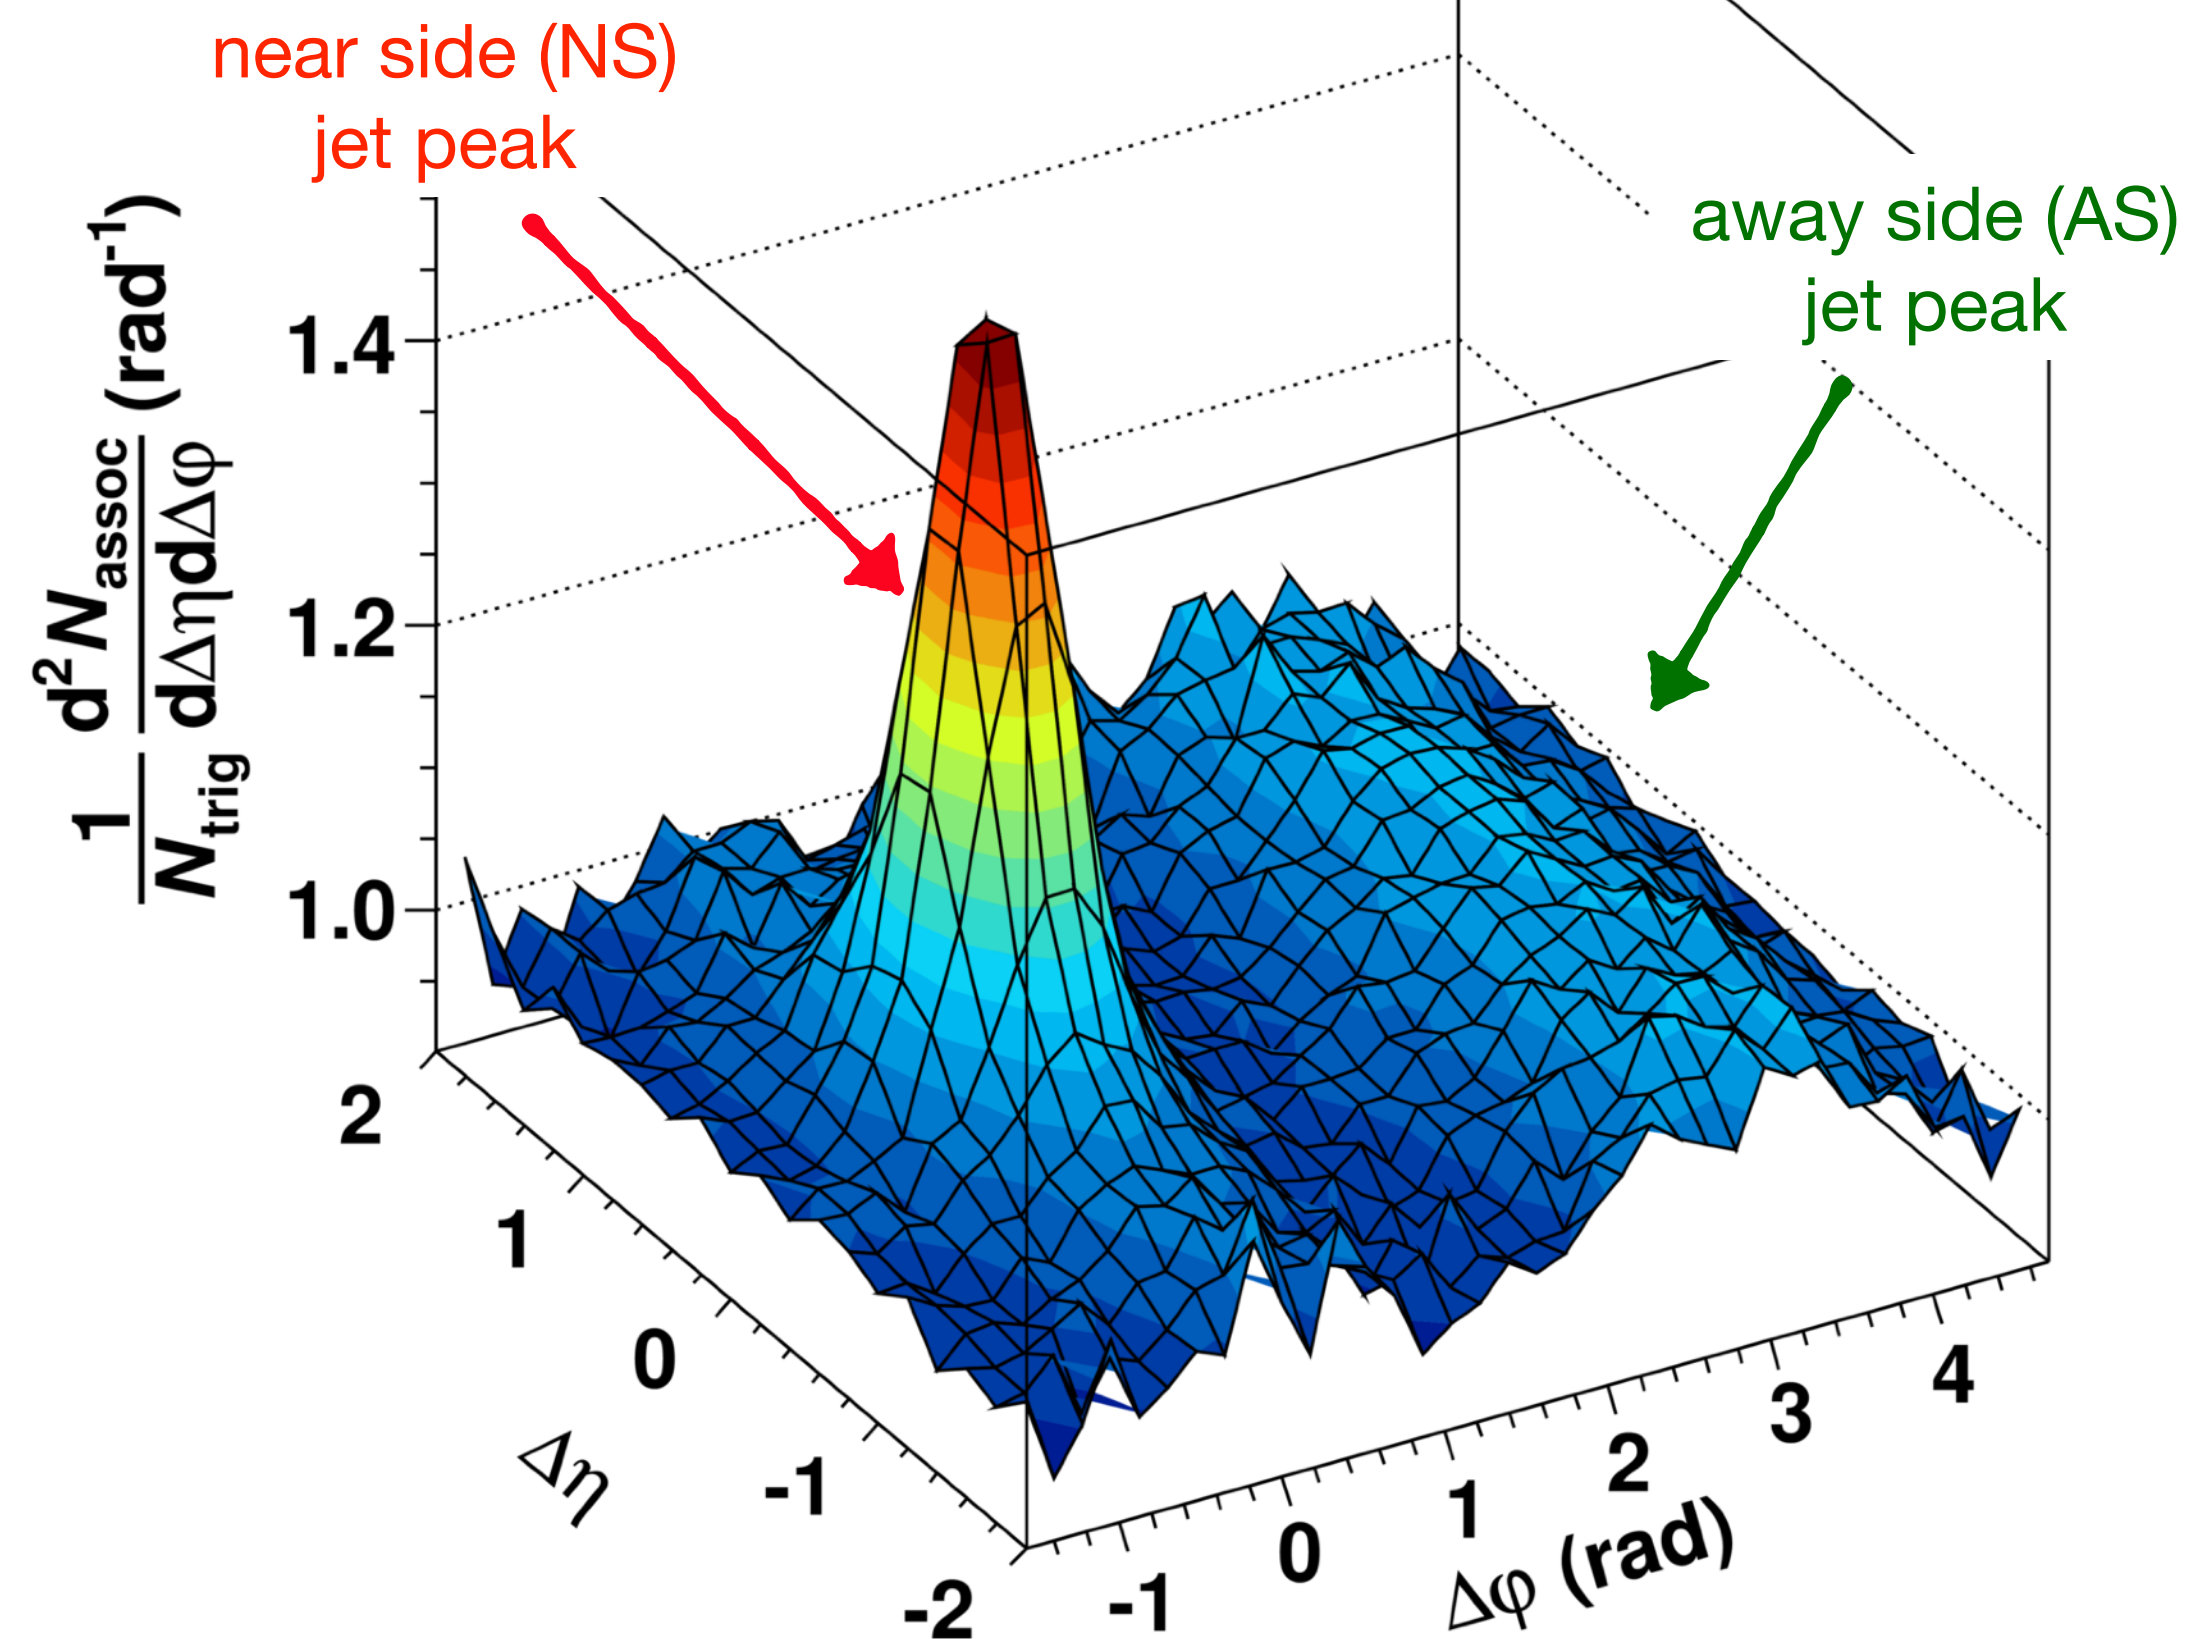 near side (NS)
jet peak
away side (AS)
jet peak
1/N_trig d²N_assoc/dΔηdΔφ (rad⁻¹)
1.4
1.2
1.0
2
1
0
-1
-2
Δη
-1
0
1
2
3
4
Δφ (rad)